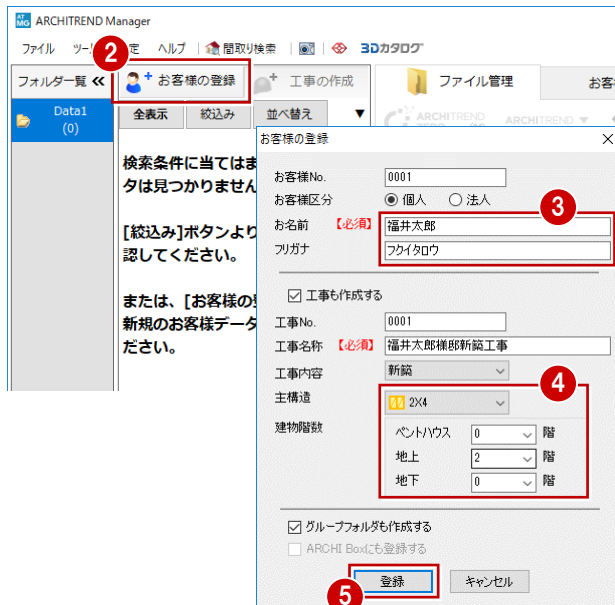 ARCHITREND Manager
ファイル
ヘルプ
間取り検索
3Dカタログ
2
フォルダ一覧
お客様の登録
工事の作成
ファイル管理
お客
Data1
(0)
全表示
絞込み
並べ替え
▼
ARCHITREND
ARCHITREND ▼
検索条件に当てはま
タは見つかりません
[絞込み]ボタンより
認してください。
または、[お客様の
新規のお客様データ
ださい。
お客様の登録
お客様No.
0001
お客様区分
個人
法人
3
お名前
【必須】
福井太郎
フリガナ
フクイタロウ
工事も作成する
工事No.
0001
工事名称
【必須】
福井太郎様邸新築工事
工事内容
新築
4
主構造
2X4
建物階数
ペントハウス
0
階
地上
2
階
地下
0
階
グループフォルダも作成する
ARCHI Boxにも登録する
5
登録
キャンセル